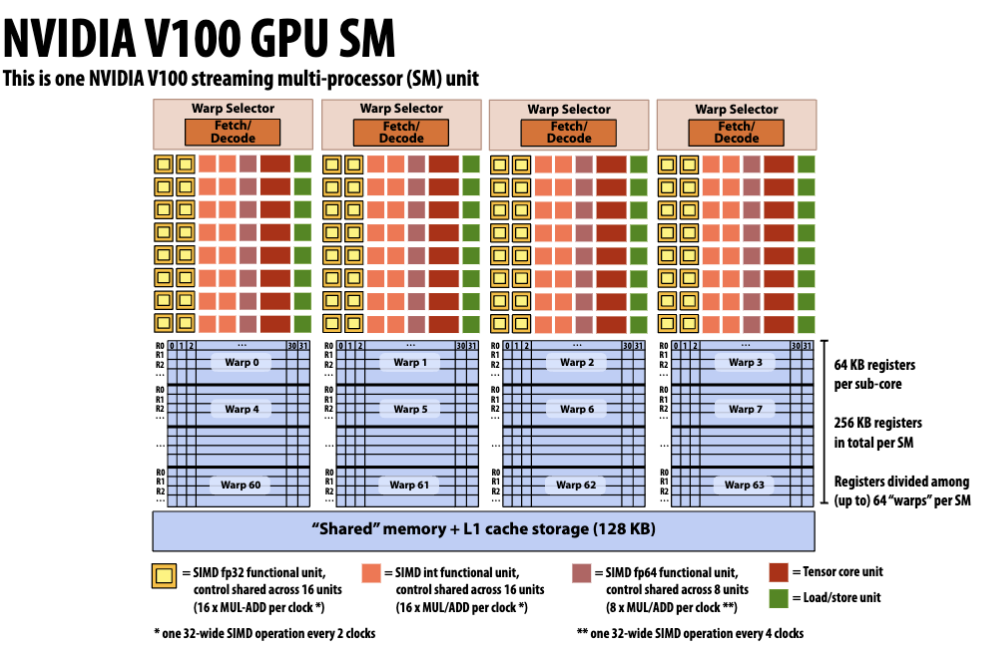 NVIDIA V100 GPU SM
This is one NVIDIA V100 streaming multi-processor (SM) unit
Warp Selector
Fetch/
Decode
Warp Selector
Fetch/
Decode
Warp Selector
Fetch/
Decode
Warp Selector
Fetch/
Decode
R0 0 1 2 ... 30 31
R1
R2
...
Warp 0
R0
R1
R2
...
Warp 4
...
R0
R1
R2
...
Warp 60
R0 0 1 2 ... 30 31
R1
R2
...
Warp 1
R0
R1
R2
...
Warp 5
...
R0
R1
R2
...
Warp 61
R0 0 1 2 ... 30 31
R1
R2
...
Warp 2
R0
R1
R2
...
Warp 6
...
R0
R1
R2
...
Warp 62
R0 0 1 2 ... 30 31
R1
R2
...
Warp 3
R0
R1
R2
...
Warp 7
...
R0
R1
R2
...
Warp 63
64 KB registers
per sub-core
256 KB registers
in total per SM
Registers divided among
(up to) 64 “warps” per SM
“Shared” memory + L1 cache storage (128 KB)
= SIMD fp32 functional unit,
control shared across 16 units
(16 x MUL-ADD per clock *)
= SIMD int functional unit,
control shared across 16 units
(16 x MUL/ADD per clock *)
= SIMD fp64 functional unit,
control shared across 8 units
(8 x MUL/ADD per clock **)
= Tensor core unit
= Load/store unit
* one 32-wide SIMD operation every 2 clocks
** one 32-wide SIMD operation every 4 clocks